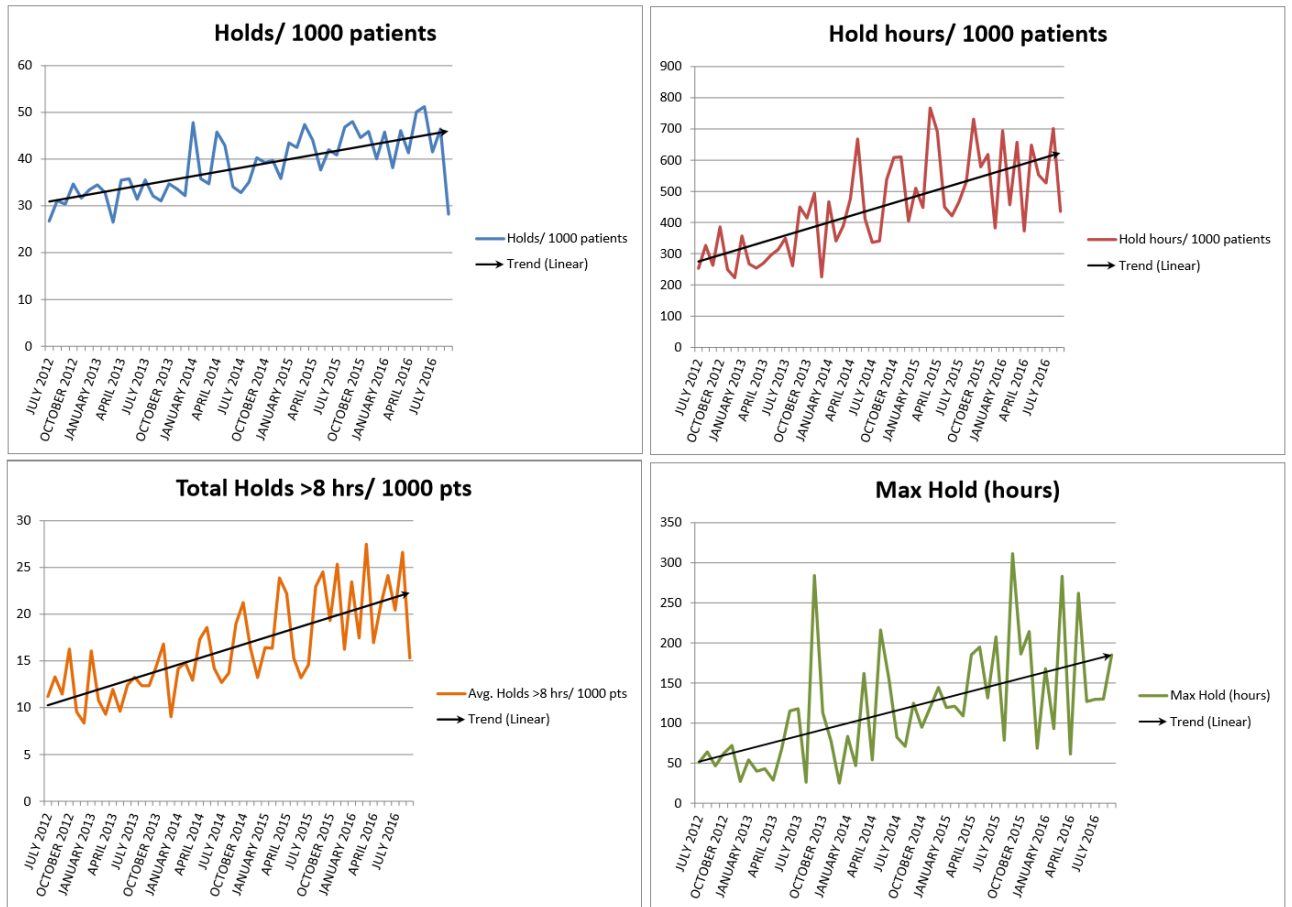 Holds/ 1000 patients
60
50
40
30
20
10
0
JULY 2012
OCTOBER 2012
JANUARY 2013
APRIL 2013
JULY 2013
OCTOBER 2013
JANUARY 2014
APRIL 2014
JULY 2014
OCTOBER 2014
JANUARY 2015
APRIL 2015
JULY 2015
OCTOBER 2015
JANUARY 2016
APRIL 2016
JULY 2016
Holds/ 1000 patients
Trend (Linear)
Hold hours/ 1000 patients
900
800
700
600
500
400
300
200
100
0
JULY 2012
OCTOBER 2012
JANUARY 2013
APRIL 2013
JULY 2013
OCTOBER 2013
JANUARY 2014
APRIL 2014
JULY 2014
OCTOBER 2014
JANUARY 2015
APRIL 2015
JULY 2015
OCTOBER 2015
JANUARY 2016
APRIL 2016
JULY 2016
Hold hours/ 1000 patients
Trend (Linear)
Total Holds >8 hrs/ 1000 pts
30
25
20
15
10
5
0
JULY 2012
OCTOBER 2012
JANUARY 2013
APRIL 2013
JULY 2013
OCTOBER 2013
JANUARY 2014
APRIL 2014
JULY 2014
OCTOBER 2014
JANUARY 2015
APRIL 2015
JULY 2015
OCTOBER 2015
JANUARY 2016
APRIL 2016
JULY 2016
Avg. Holds >8 hrs/ 1000 pts
Trend (Linear)
Max Hold (hours)
350
300
250
200
150
100
50
0
JULY 2012
OCTOBER 2012
JANUARY 2013
APRIL 2013
JULY 2013
OCTOBER 2013
JANUARY 2014
APRIL 2014
JULY 2014
OCTOBER 2014
JANUARY 2015
APRIL 2015
JULY 2015
OCTOBER 2015
JANUARY 2016
APRIL 2016
JULY 2016
Max Hold (hours)
Trend (Linear)